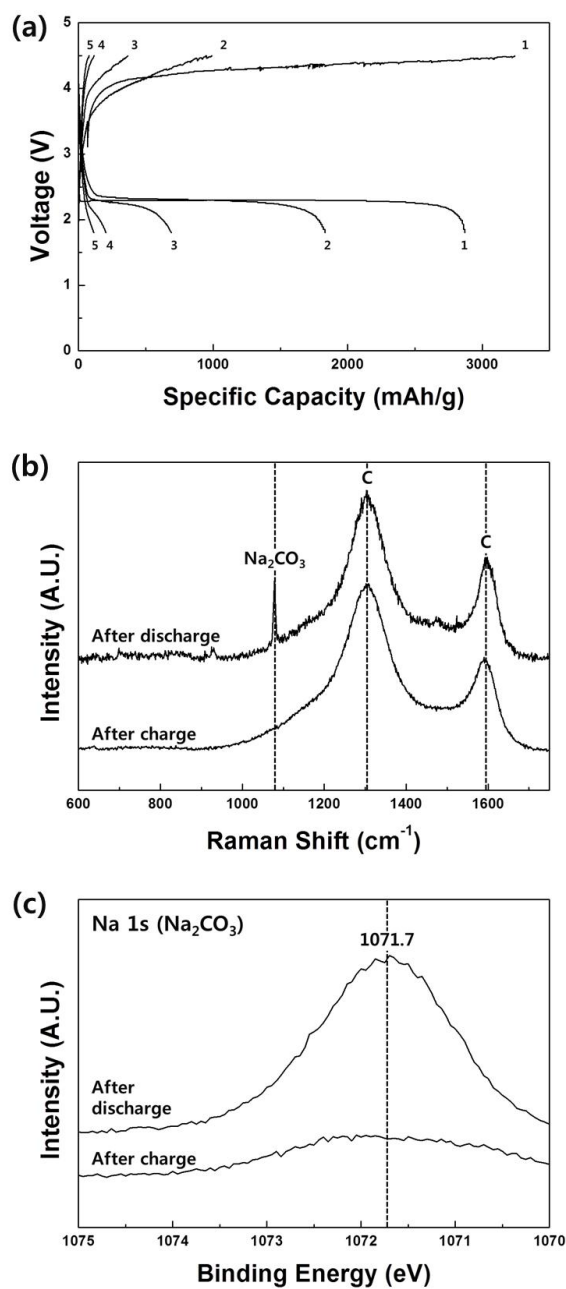 (a)
5
5 4 3 2 1
4
3
2
5 4 3 2 1
1
0
0 1000 2000 3000
Voltage (V)
Specific Capacity (mAh/g)
(b)
C
C
Na₂CO₃
After discharge
After charge
Intensity (A.U.)
600 800 1000 1200 1400 1600
Raman Shift (cm⁻¹)
(c)
Na 1s (Na₂CO₃)
1071.7
After
discharge
After charge
Intensity (A.U.)
1075 1074 1073 1072 1071 1070
Binding Energy (eV)